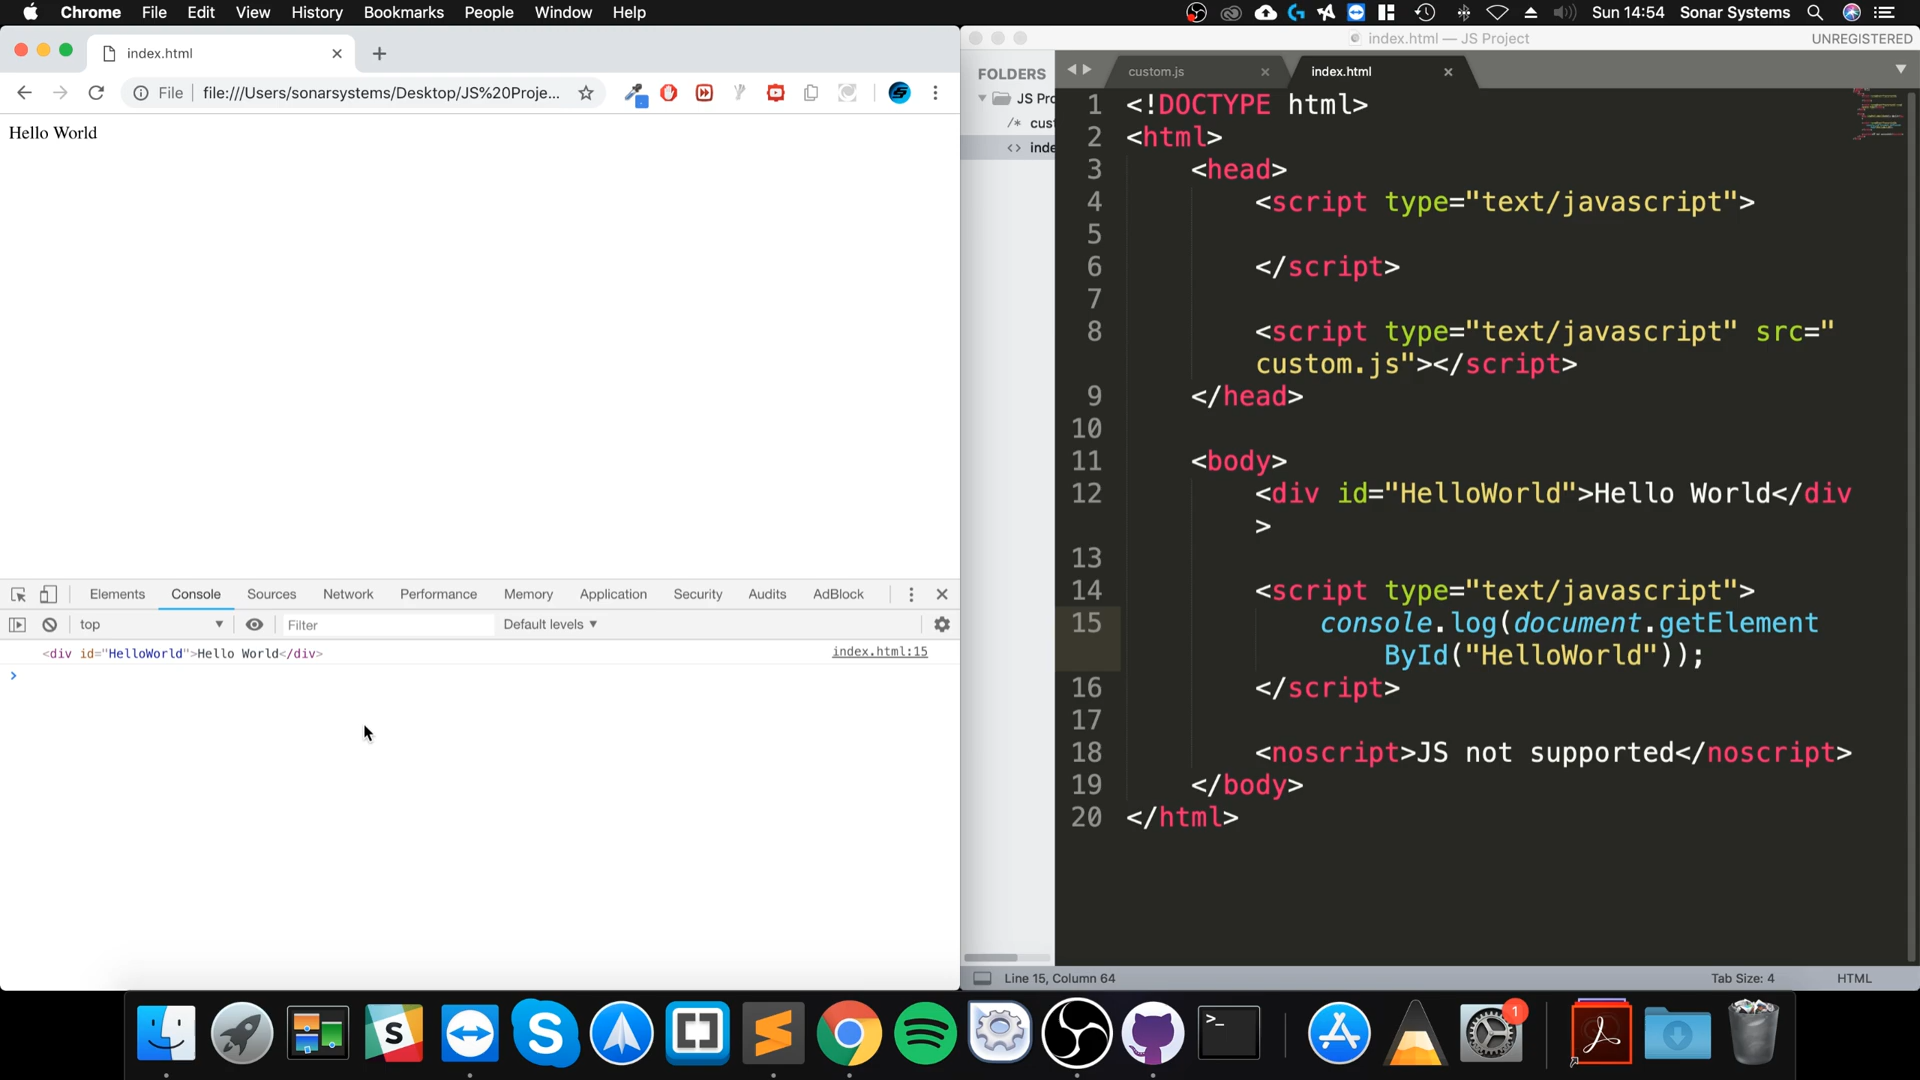 Chrome File Edit View History Bookmarks People Window Help
Sun 14:54 Sonar Systems
index.html
File file:///Users/sonarsystems/Desktop/JS%20Proje...
Hello World
Elements Console Sources Network Performance Memory Application Security Audits AdBlock
top Filter Default levels
<div id="HelloWorld">Hello World</div> index.html:15
>
index.html — JS Project UNREGISTERED
FOLDERS
JS Pro
/* cust
<> inde
custom.js index.html
1 <!DOCTYPE html>
2 <html>
3 <head>
4 <script type="text/javascript">
5
6 </script>
7
8 <script type="text/javascript" src="
custom.js"></script>
9 </head>
10
11 <body>
12 <div id="HelloWorld">Hello World</div
>
13
14 <script type="text/javascript">
15 console.log(document.getElement
ById("HelloWorld"));
16 </script>
17
18 <noscript>JS not supported</noscript>
19 </body>
20 </html>
Line 15, Column 64 Tab Size: 4 HTML
S
S
>_
1